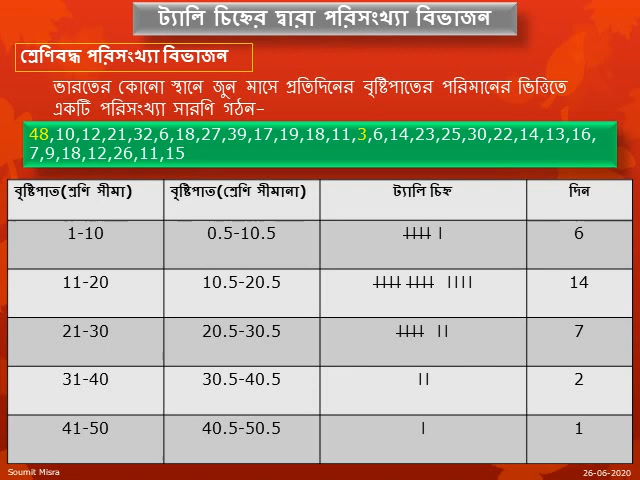 ট্যালি চিহ্নের দ্বারা পরিসংখ্যা বিভাজন
শ্রেণিবদ্ধ পরিসংখ্যা বিভাজন
ভারতের কোনো স্থানে জুন মাসে প্রতিদিনের বৃষ্টিপাতের পরিমানের ভিত্তিতে
একটি পরিসংখ্যা সারণি গঠন–
48,10,12,21,32,6,18,27,39,17,19,18,11,3,6,14,23,25,30,22,14,13,16,
7,9,18,12,26,11,15
বৃষ্টিপাত(শ্রেণি সীমা) বৃষ্টিপাত(শ্রেণি সীমানা) ট্যালি চিহ্ন দিন
1-10 0.5-10.5 6
11-20 10.5-20.5 14
21-30 20.5-30.5 7
31-40 30.5-40.5 2
41-50 40.5-50.5 1
Soumit Misra 26-06-2020